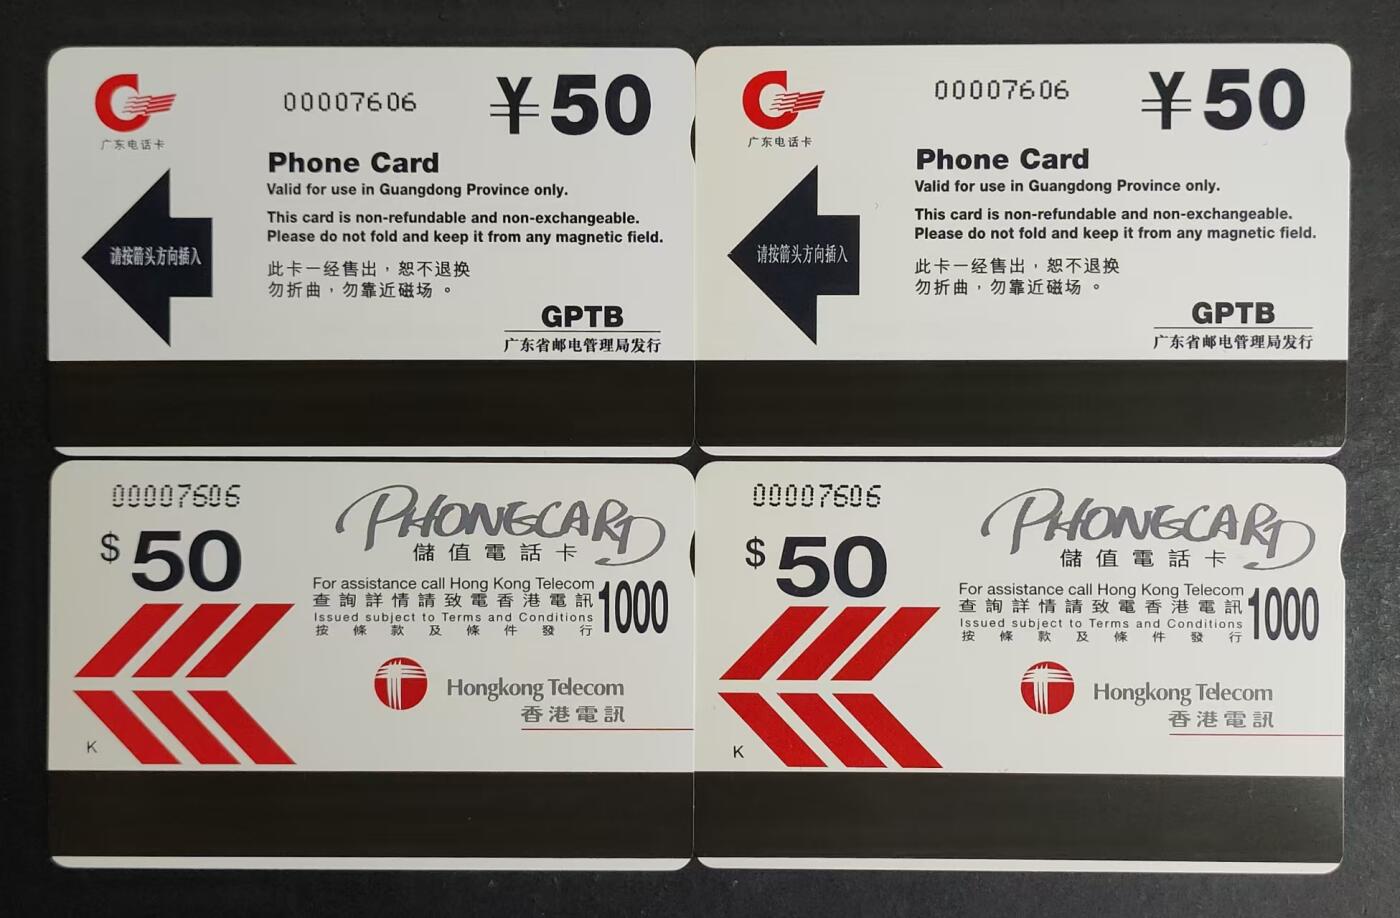 广东电话卡
00007606
¥50
Phone Card
Valid for use in Guangdong Province only.
This card is non-refundable and non-exchangeable.
Please do not fold and keep it from any magnetic field.
请按箭头方向插入
此卡一经售出，恕不退换
勿折曲，勿靠近磁场。
GPTB
广东省邮电管理局发行
广东电话卡
00007606
¥50
Phone Card
Valid for use in Guangdong Province only.
This card is non-refundable and non-exchangeable.
Please do not fold and keep it from any magnetic field.
请按箭头方向插入
此卡一经售出，恕不退换
勿折曲，勿靠近磁场。
GPTB
广东省邮电管理局发行
00007606
$50
PHONECARD
儲值電話卡
For assistance call Hong Kong Telecom
查詢詳情請致電香港電訊 1000
Issued subject to Terms and Conditions
按條款及條件發行
Hongkong Telecom
香港電訊
K
00007606
$50
PHONECARD
儲值電話卡
For assistance call Hong Kong Telecom
查詢詳情請致電香港電訊 1000
Issued subject to Terms and Conditions
按條款及條件發行
Hongkong Telecom
香港電訊
K